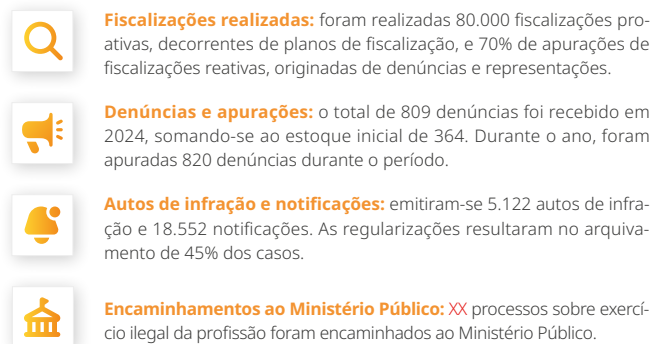 Fiscalizações realizadas: foram realizadas 80.000 fiscalizações pro-
ativas, decorrentes de planos de fiscalização, e 70% de apurações de
fiscalizações reativas, originadas de denúncias e representações.
Denúncias e apurações: o total de 809 denúncias foi recebido em
2024, somando-se ao estoque inicial de 364. Durante o ano, foram
apuradas 820 denúncias durante o período.
Autos de infração e notificações: emitiram-se 5.122 autos de infra-
ção e 18.552 notificações. As regularizações resultaram no arquiva-
mento de 45% dos casos.
Encaminhamentos ao Ministério Público: XX processos sobre exercí-
cio ilegal da profissão foram encaminhados ao Ministério Público.